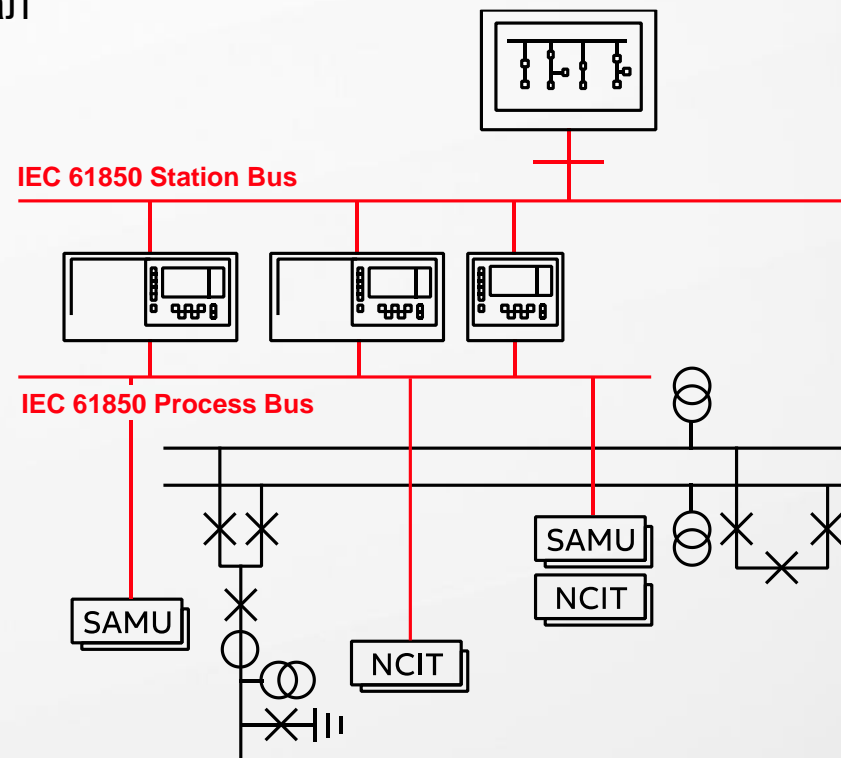 IEC 61850 Station Bus
IEC 61850 Process Bus
SAMU
NCIT
SAMU
NCIT